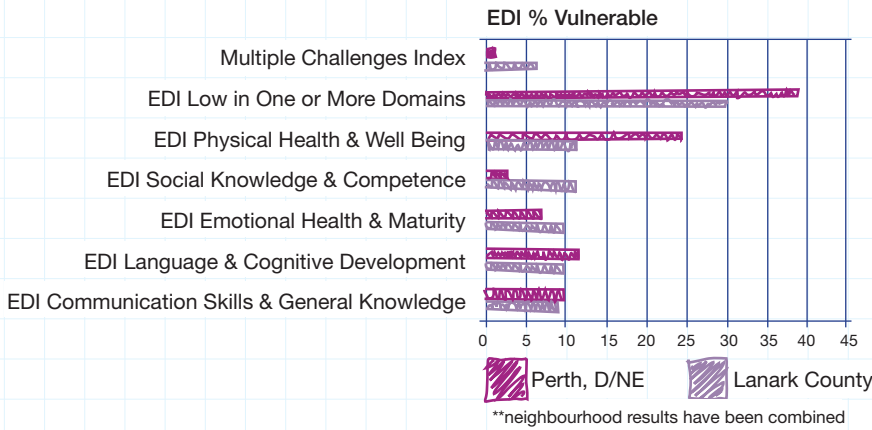 EDI % Vulnerable
Multiple Challenges Index
EDI Low in One or More Domains
EDI Physical Health & Well Being
EDI Social Knowledge & Competence
EDI Emotional Health & Maturity
EDI Language & Cognitive Development
EDI Communication Skills & General Knowledge
0 5 10 15 20 25 30 35 40 45
Perth, D/NE Lanark County
**neighbourhood results have been combined